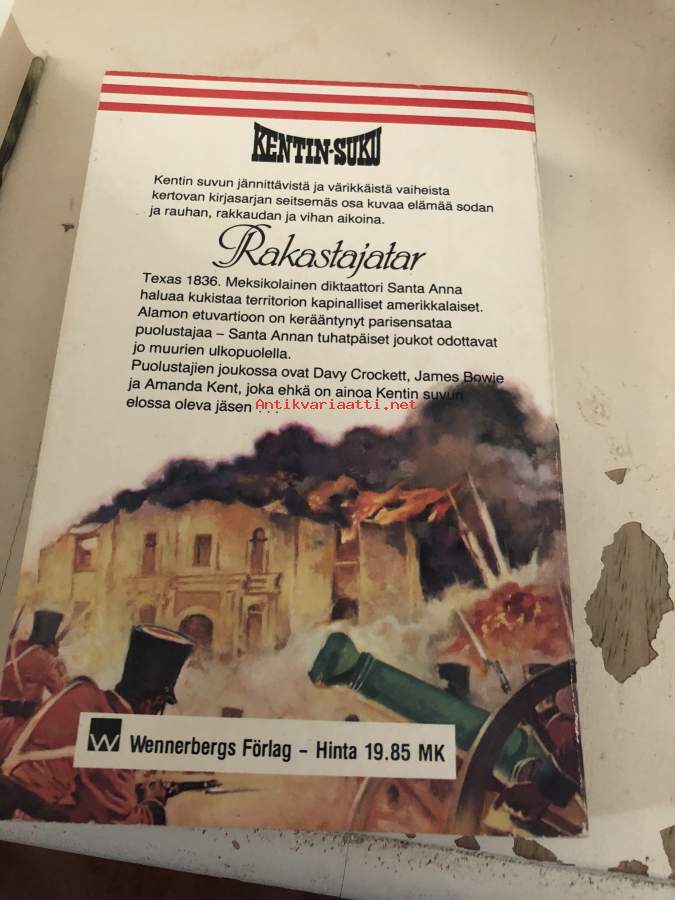 KENTIN-SUKU
Kentin suvun jännittävistä ja värikkäistä vaiheista
kertovan kirjasarjan seitsemäs osa kuvaa elämää sodan
ja rauhan, rakkauden ja vihan aikoina.
Rakastajatar
Texas 1836. Meksikolainen diktaattori Santa Anna
haluaa kukistaa territorion kapinalliset amerikkalaiset.
Alamon etuvartioon on kerääntynyt parisensataa
puolustajaa – Santa Annan tuhatpäiset joukot odottavat
jo muurien ulkopuolella.
Puolustajien joukossa ovat Davy Crockett, James Bowie
ja Amanda Kent, joka ehkä on ainoa Kentin suvun
elossa oleva jäsen . . .
Antikvariaatti.net
W Wennerbergs Förlag – Hinta 19.85 MK